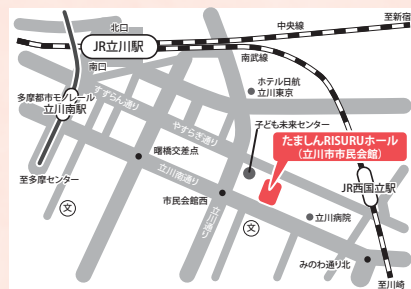 至新宿
中央線
北口
JR立川駅
南口
南武線
ホテル日航
立川東京
すずらん通り
多摩都市モノレール
立川南駅
やすらぎ通り
子ども未来センター
たましんRISURUホール
（立川市市民会館）
曙橋交差点
立川南通り
JR西国立駅
至多摩センター
市民会館西
文
立川通り
立川病院
文
みのわ通り北
至川崎